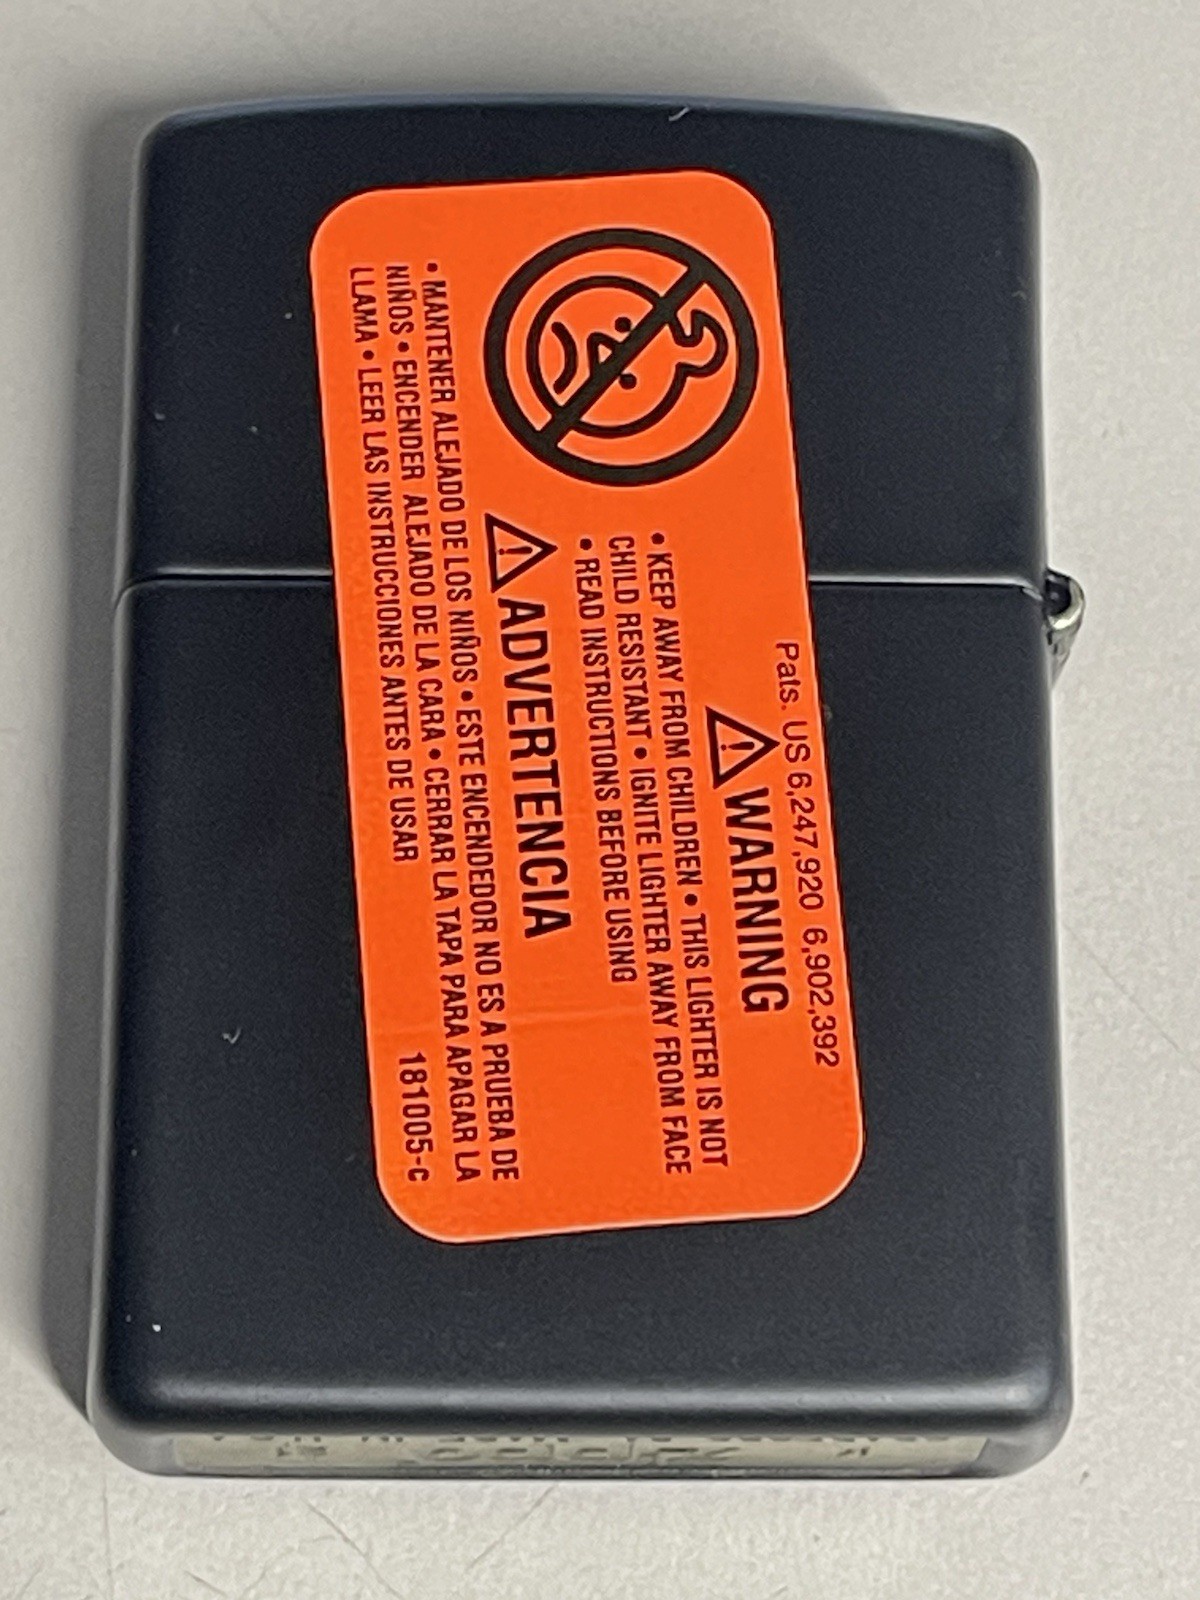 Pats. US 6,247,920 6,902,392
WARNING
• KEEP AWAY FROM CHILDREN • THIS LIGHTER IS NOT
CHILD RESISTANT • IGNITE LIGHTER AWAY FROM FACE
• READ INSTRUCTIONS BEFORE USING
ADVERTENCIA
• MANTENER ALEJADO DE LOS NIÑOS • ESTE ENCENDEDOR NO ES A PRUEBA DE
NIÑOS • ENCENDER ALEJADO DE LA CARA • CERRAR LA TAPA PARA APAGAR LA
LLAMA • LEER LAS INSTRUCCIONES ANTES DE USAR
181005-c